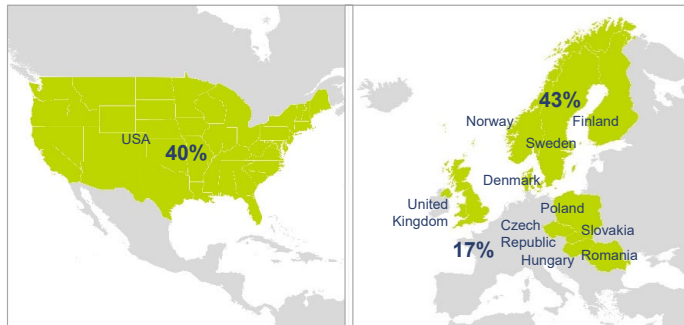 USA
40%
43%
Norway
Finland
Sweden
Denmark
United
Kingdom
Poland
Czech
Republic
Slovakia
17%
Hungary
Romania